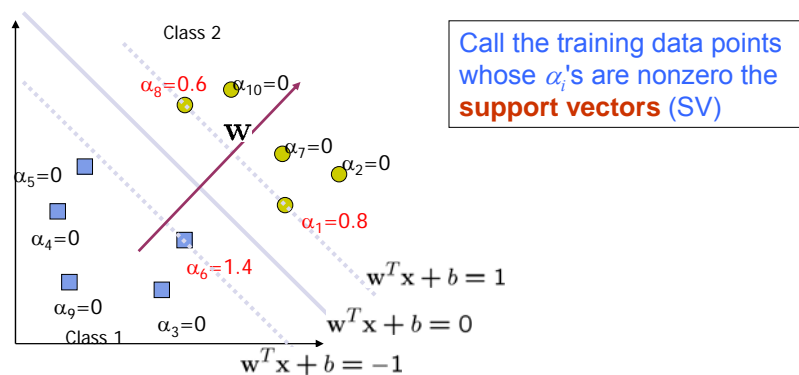 Class 2
α8=0.6
α10=0
w
α7=0
α2=0
α5=0
α1=0.8
α4=0
α6=1.4
α9=0
α3=0
Class 1
wᵀx + b = 1
wᵀx + b = 0
wᵀx + b = −1
Call the training data points
whose αi's are nonzero the
support vectors (SV)